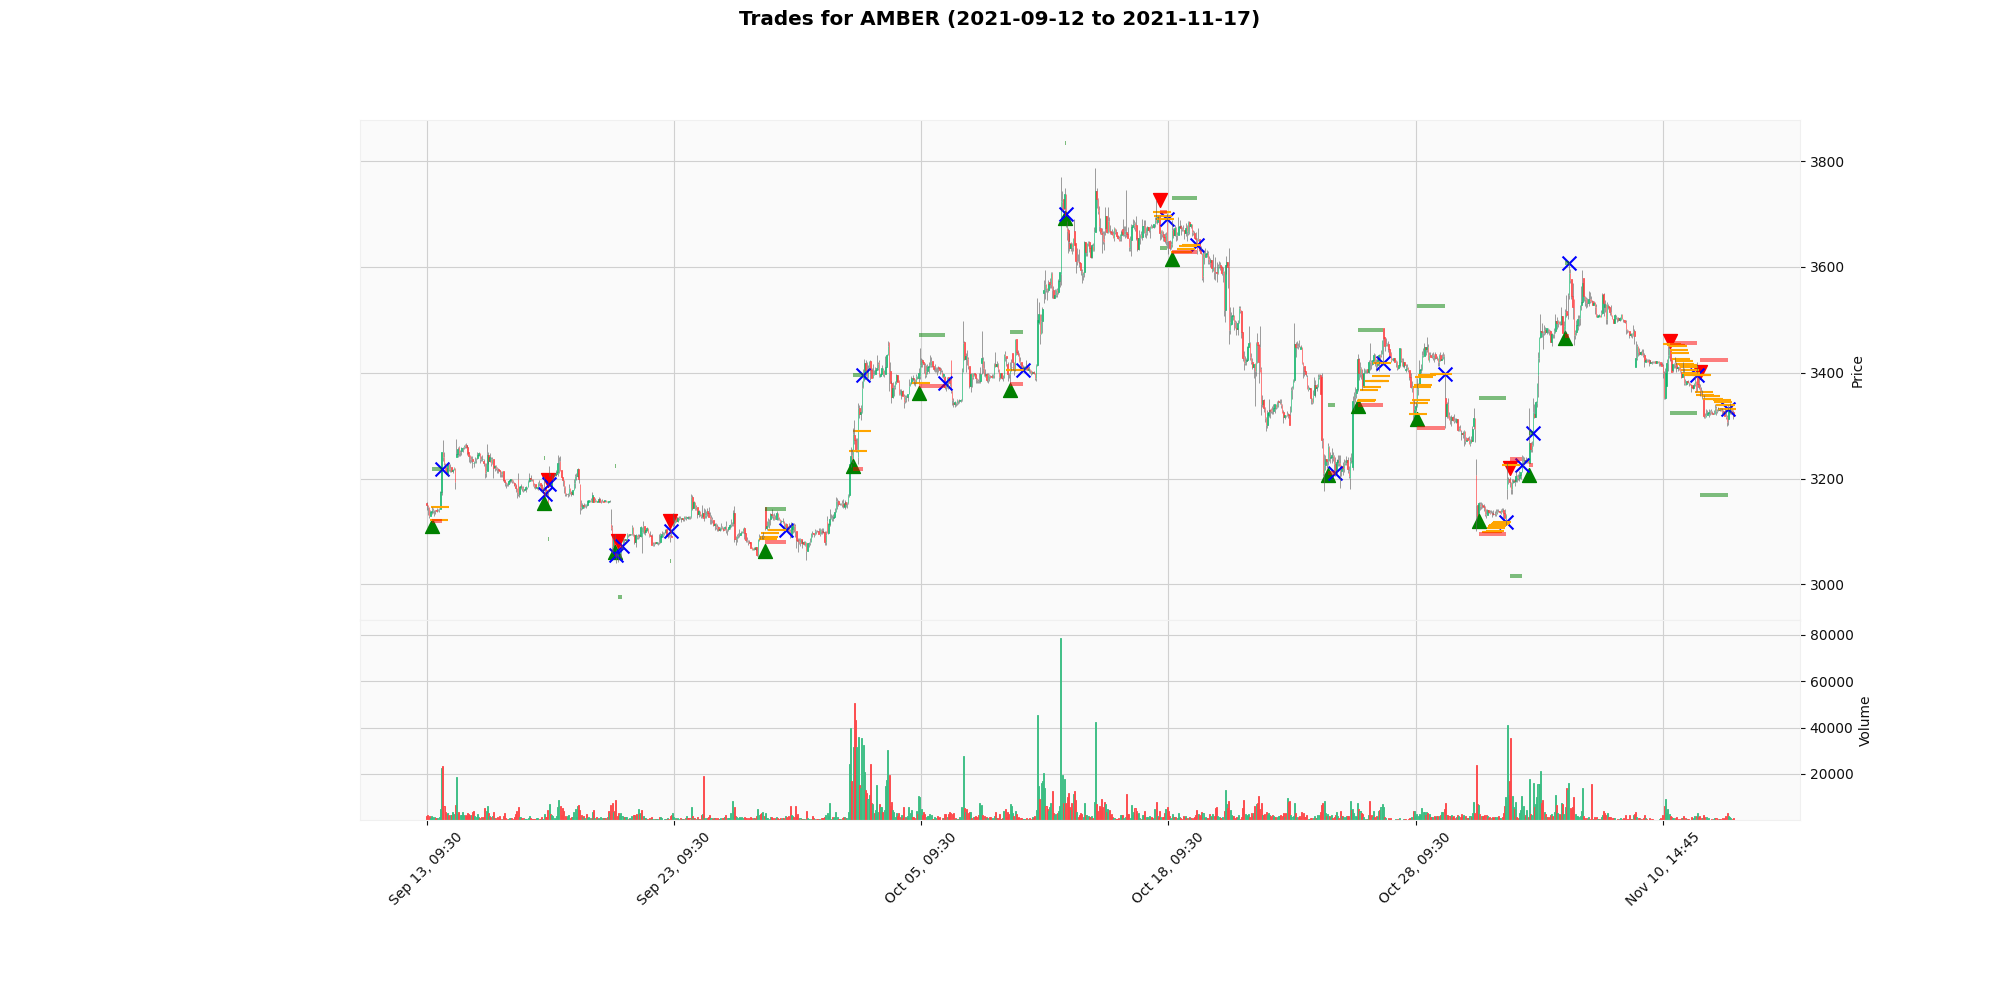 Trades for AMBER (2021-09-12 to 2021-11-17)
3800
3600
3400
3200
3000
Price
80000
60000
40000
20000
Volume
Sep 13, 09:30
Sep 23, 09:30
Oct 05, 09:30
Oct 18, 09:30
Oct 28, 09:30
Nov 10, 14:45